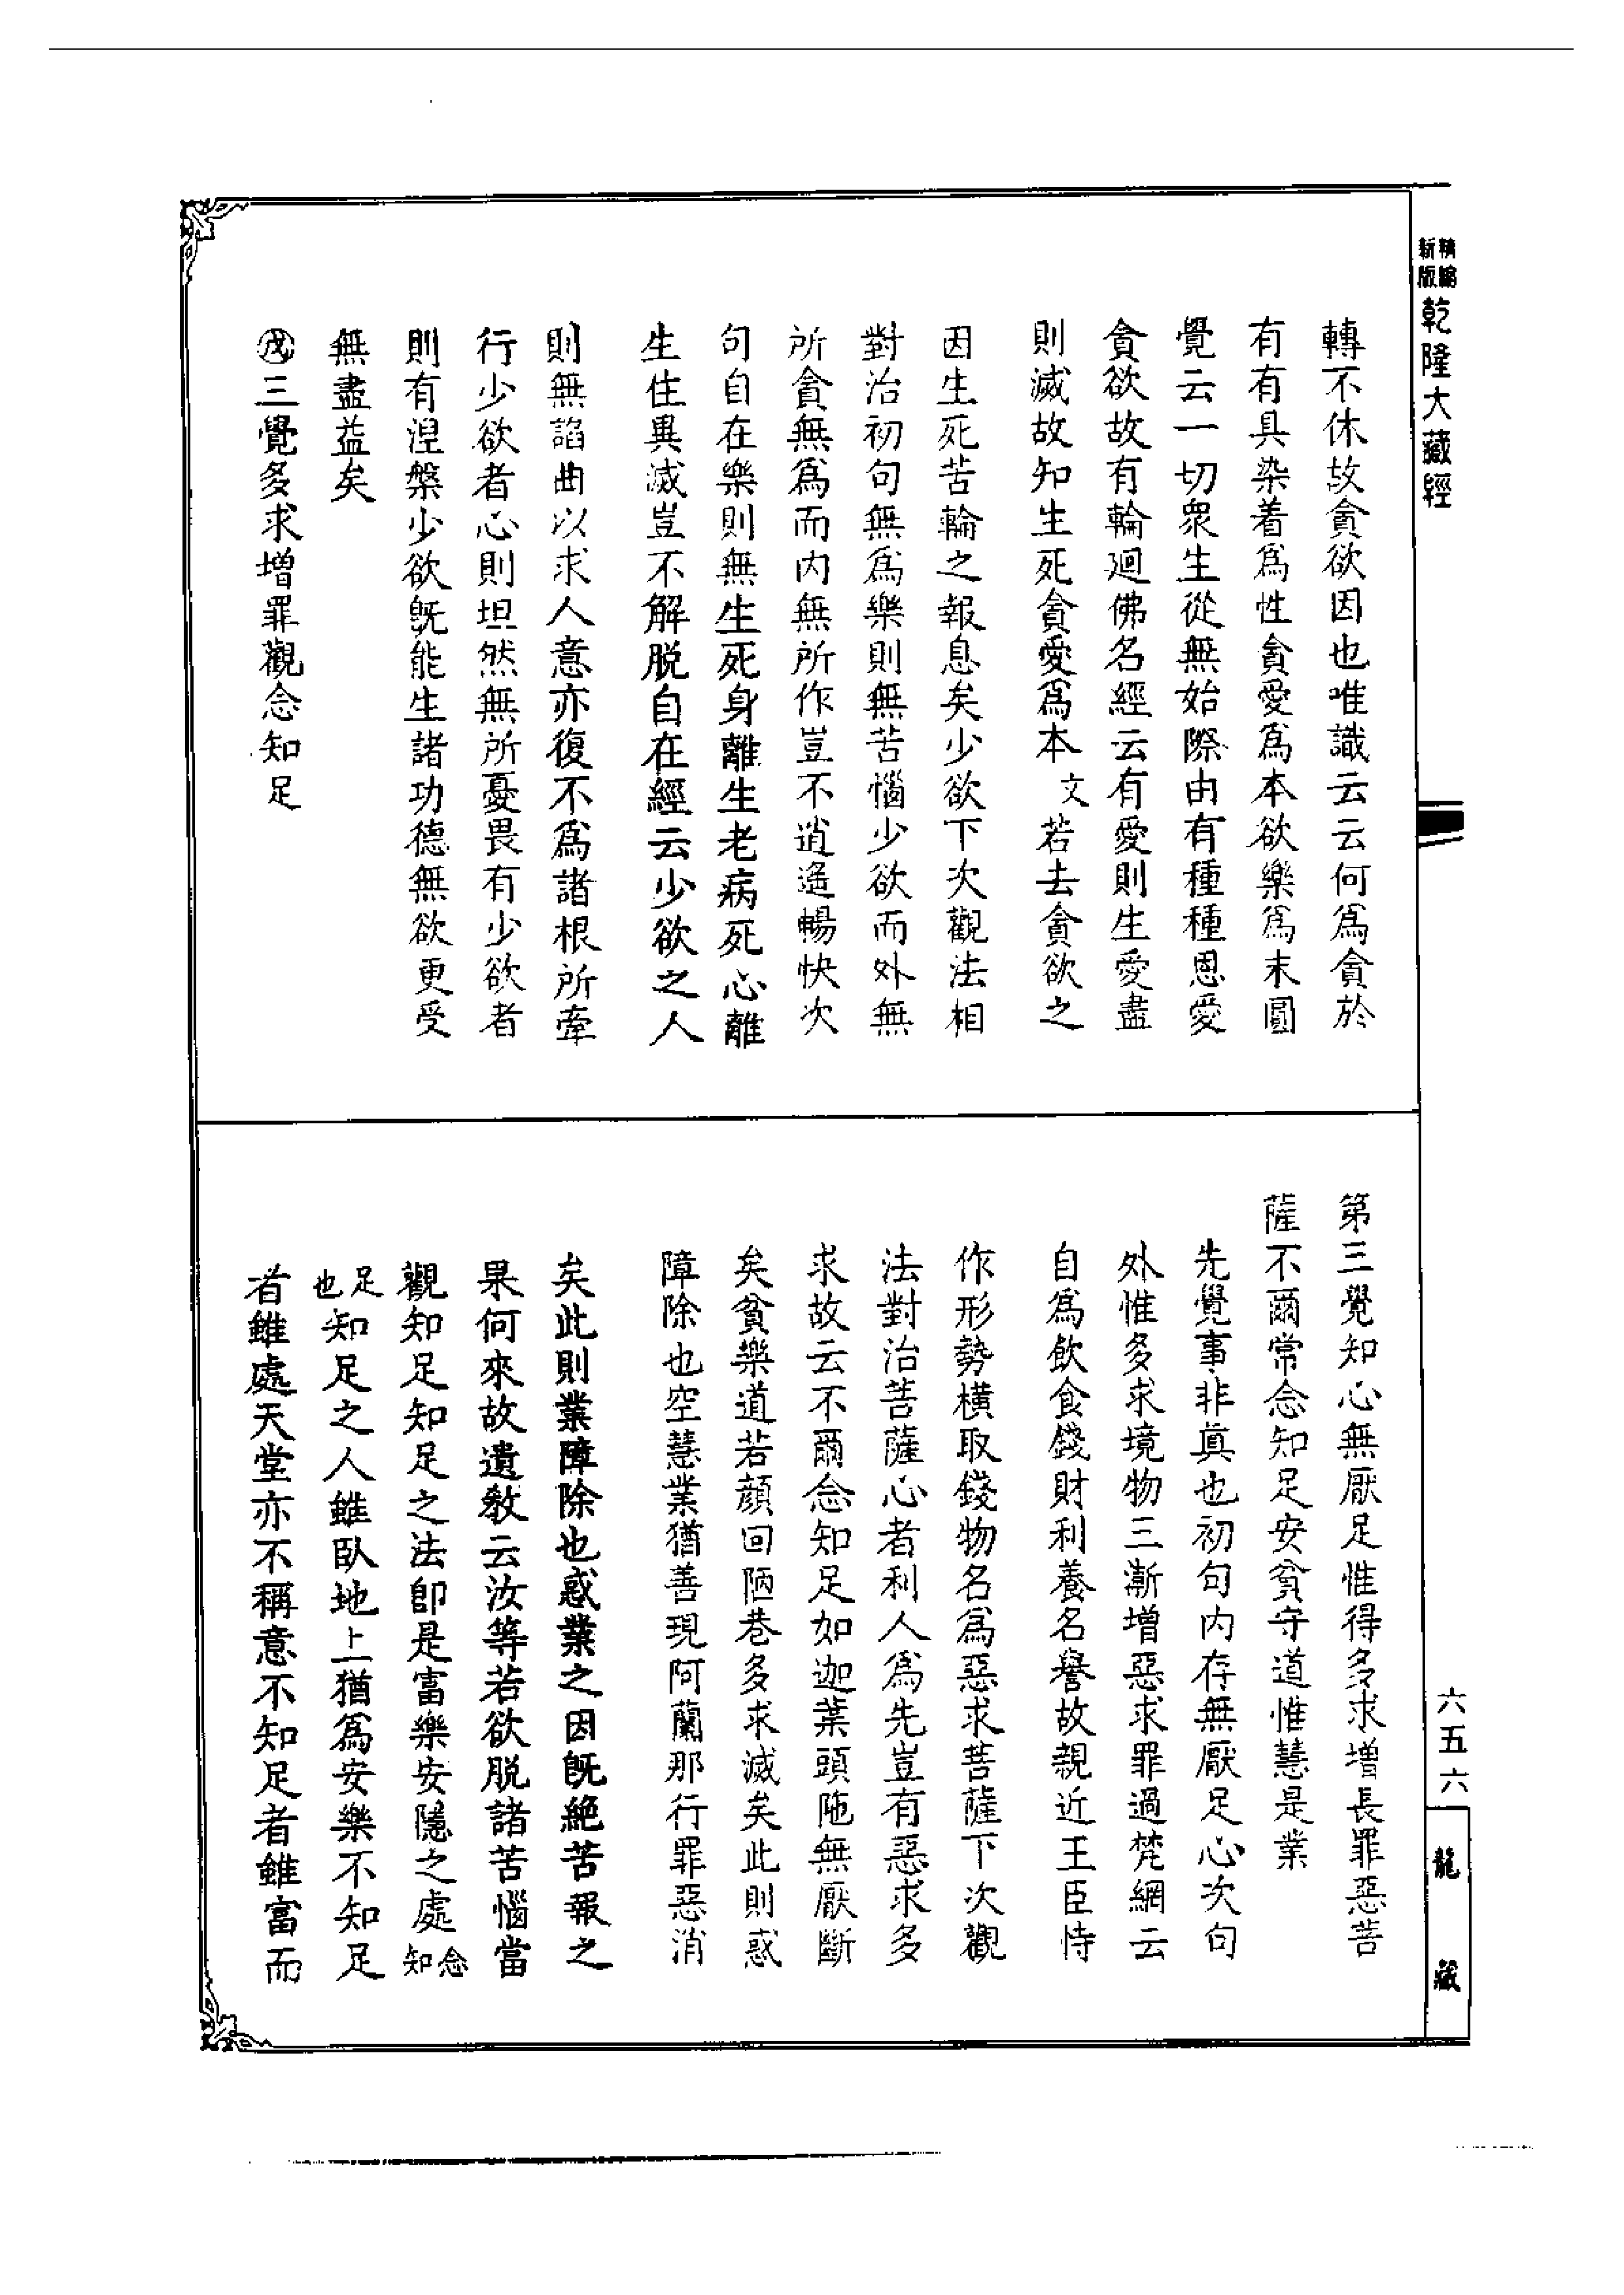 新版精縮
乾隆大藏經
轉不休故貪欲因也唯識云云何爲貪於
有有具染着爲性貪愛爲本欲樂爲末圓
覺云一切眾生從無始際由有種種恩愛
貪欲故有輪廻佛名經云有愛則生愛盡
則滅故知生死貪愛爲本文若去貪欲之
因生死苦輪之報息矣少欲下次觀法相
對治初句無爲樂則無苦惱少欲而外無
所貪無爲而内無所作豈不逍遙暢快次
句自在樂則無生死身離生老病死心離
生住異滅豈不解脱自在經云少欲之人
則無諂曲以求人意亦復不爲諸根所牽
行少欲者心則坦然無所憂畏有少欲者
則有湼槃少欲旣能生諸功德無欲更受
無盡益矣
㊅三覺多求增罪觀念知足
第三覺知心無厭足惟得多求增長罪惡菩
薩不爾常念知足安貧守道惟慧是業
先覺事非真也初句内存無厭足心次句
外惟多求境物三漸增惡求罪過梵網云
自爲飲食錢財利養名譽故親近王臣恃
作形勢橫取錢物名爲惡求菩薩下次觀
法對治菩薩心者利人爲先豈有惡求多
求故云不爾念知足如迦葉頭陁無厭斷
矣貧樂道若顔回陋巷多求滅矣此則惑
障除也空慧業猶善現阿蘭那行罪惡消
矣此則業障除也惑業之因旣絶苦報之
果何來故遺教云汝等若欲脱諸苦惱當
觀知足知足之法卽是富樂安隱之處念知
足也知足之人雖臥地上猶爲安樂不知足
者雖處天堂亦不稱意不知足者雖富而
六五六
龍藏